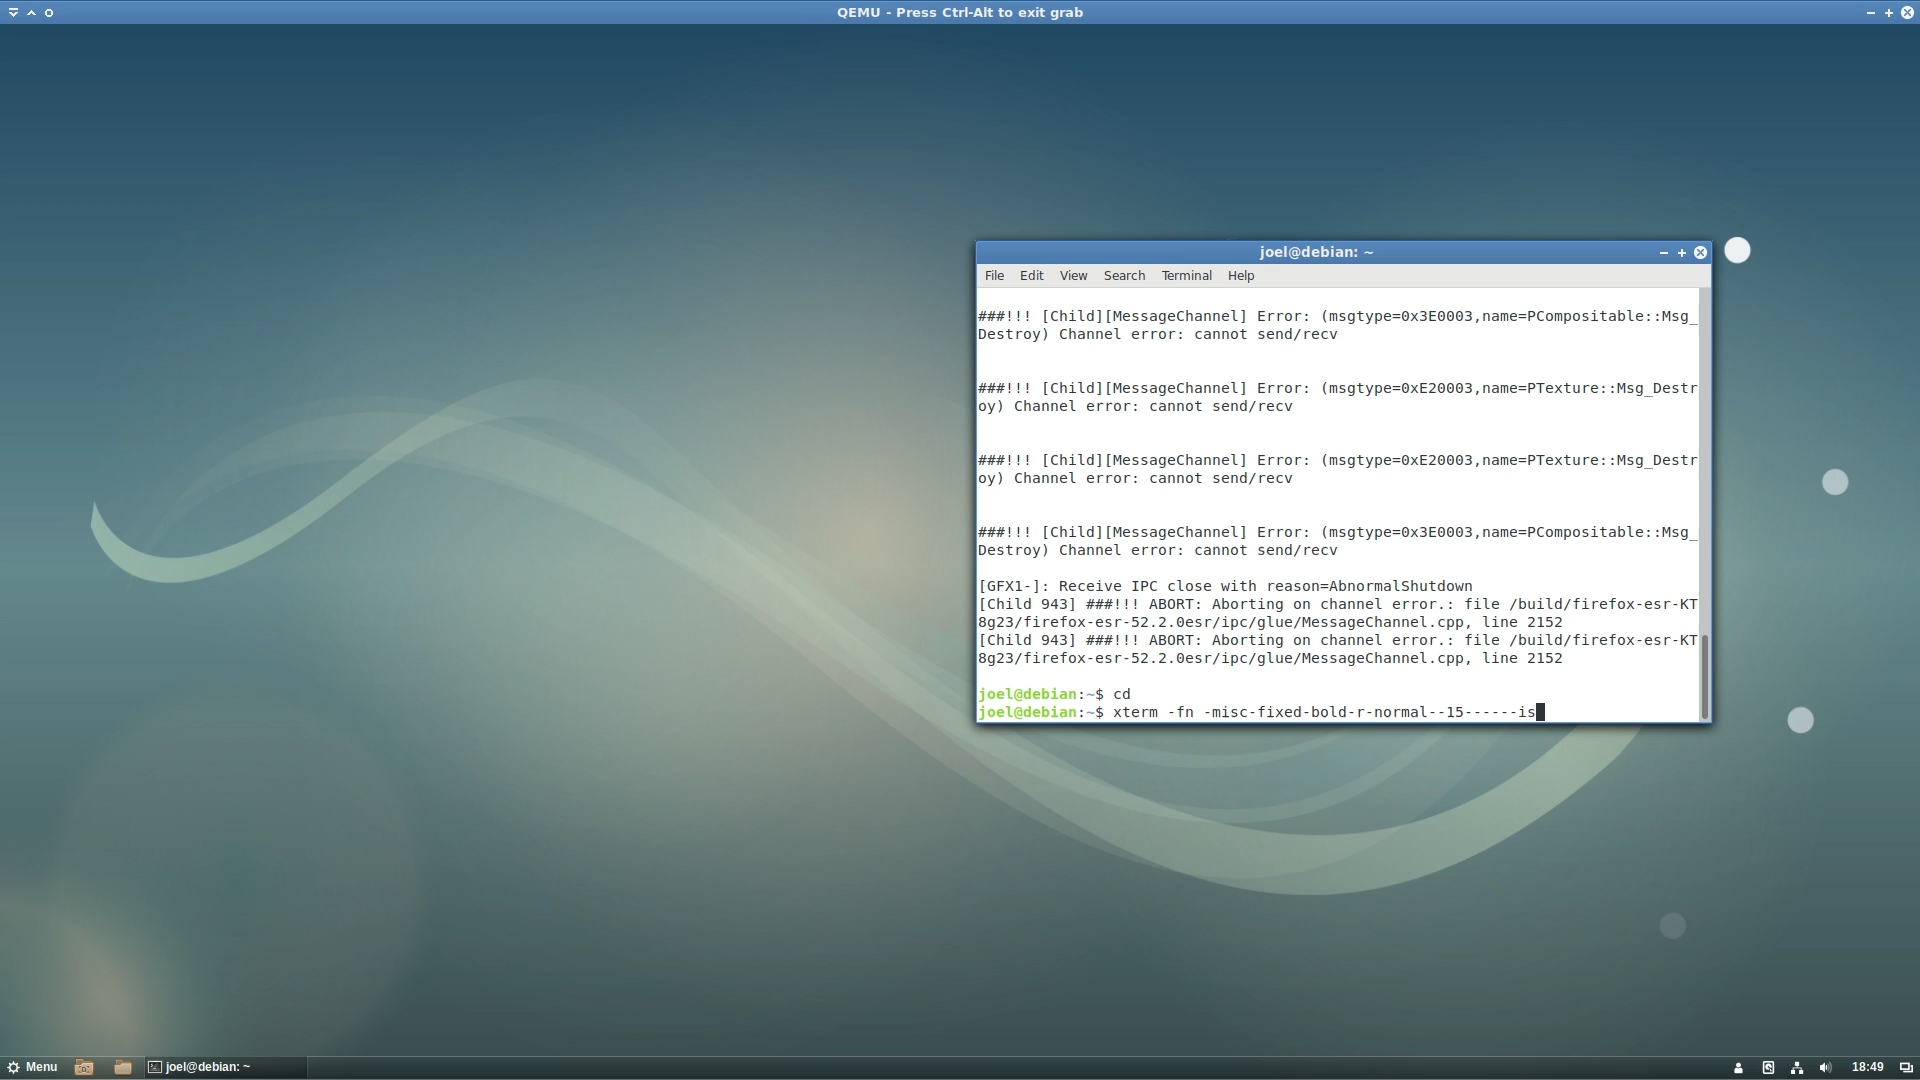 QEMU - Press Ctrl-Alt to exit grab
joel@debian: ~
File Edit View Search Terminal Help
###!!! [Child][MessageChannel] Error: (msgtype=0x3E0003,name=PCompositable::Msg_
Destroy) Channel error: cannot send/recv
###!!! [Child][MessageChannel] Error: (msgtype=0xE20003,name=PTexture::Msg_Destr
oy) Channel error: cannot send/recv
###!!! [Child][MessageChannel] Error: (msgtype=0xE20003,name=PTexture::Msg_Destr
oy) Channel error: cannot send/recv
###!!! [Child][MessageChannel] Error: (msgtype=0x3E0003,name=PCompositable::Msg_
Destroy) Channel error: cannot send/recv
[GFX1-]: Receive IPC close with reason=AbnormalShutdown
[Child 943] ###!!! ABORT: Aborting on channel error.: file /build/firefox-esr-KT
8g23/firefox-esr-52.2.0esr/ipc/glue/MessageChannel.cpp, line 2152
[Child 943] ###!!! ABORT: Aborting on channel error.: file /build/firefox-esr-KT
8g23/firefox-esr-52.2.0esr/ipc/glue/MessageChannel.cpp, line 2152
joel@debian:~$ cd
joel@debian:~$ xterm -fn -misc-fixed-bold-r-normal--15------is
Menu joel@debian: ~ 18:49